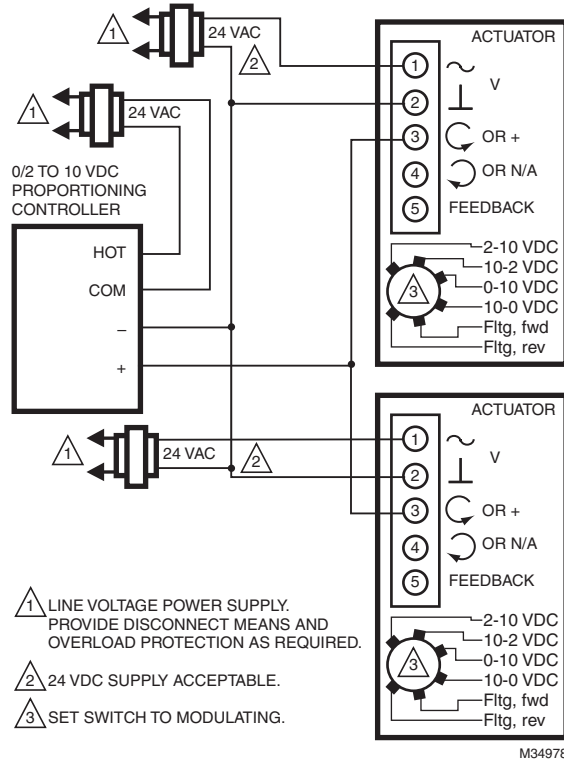 1
24 VAC
2
1
24 VAC
0/2 TO 10 VDC
PROPORTIONING
CONTROLLER
HOT
COM
–
+
ACTUATOR
1
V
2
3 OR +
4 OR N/A
5 FEEDBACK
2-10 VDC
10-2 VDC
0-10 VDC
10-0 VDC
Fltg, fwd
Fltg, rev
3
1
24 VAC
2
ACTUATOR
1
V
2
3 OR +
4 OR N/A
5 FEEDBACK
2-10 VDC
10-2 VDC
0-10 VDC
10-0 VDC
Fltg, fwd
Fltg, rev
3
1 LINE VOLTAGE POWER SUPPLY.
PROVIDE DISCONNECT MEANS AND
OVERLOAD PROTECTION AS REQUIRED.
2 24 VDC SUPPLY ACCEPTABLE.
3 SET SWITCH TO MODULATING.
M34978